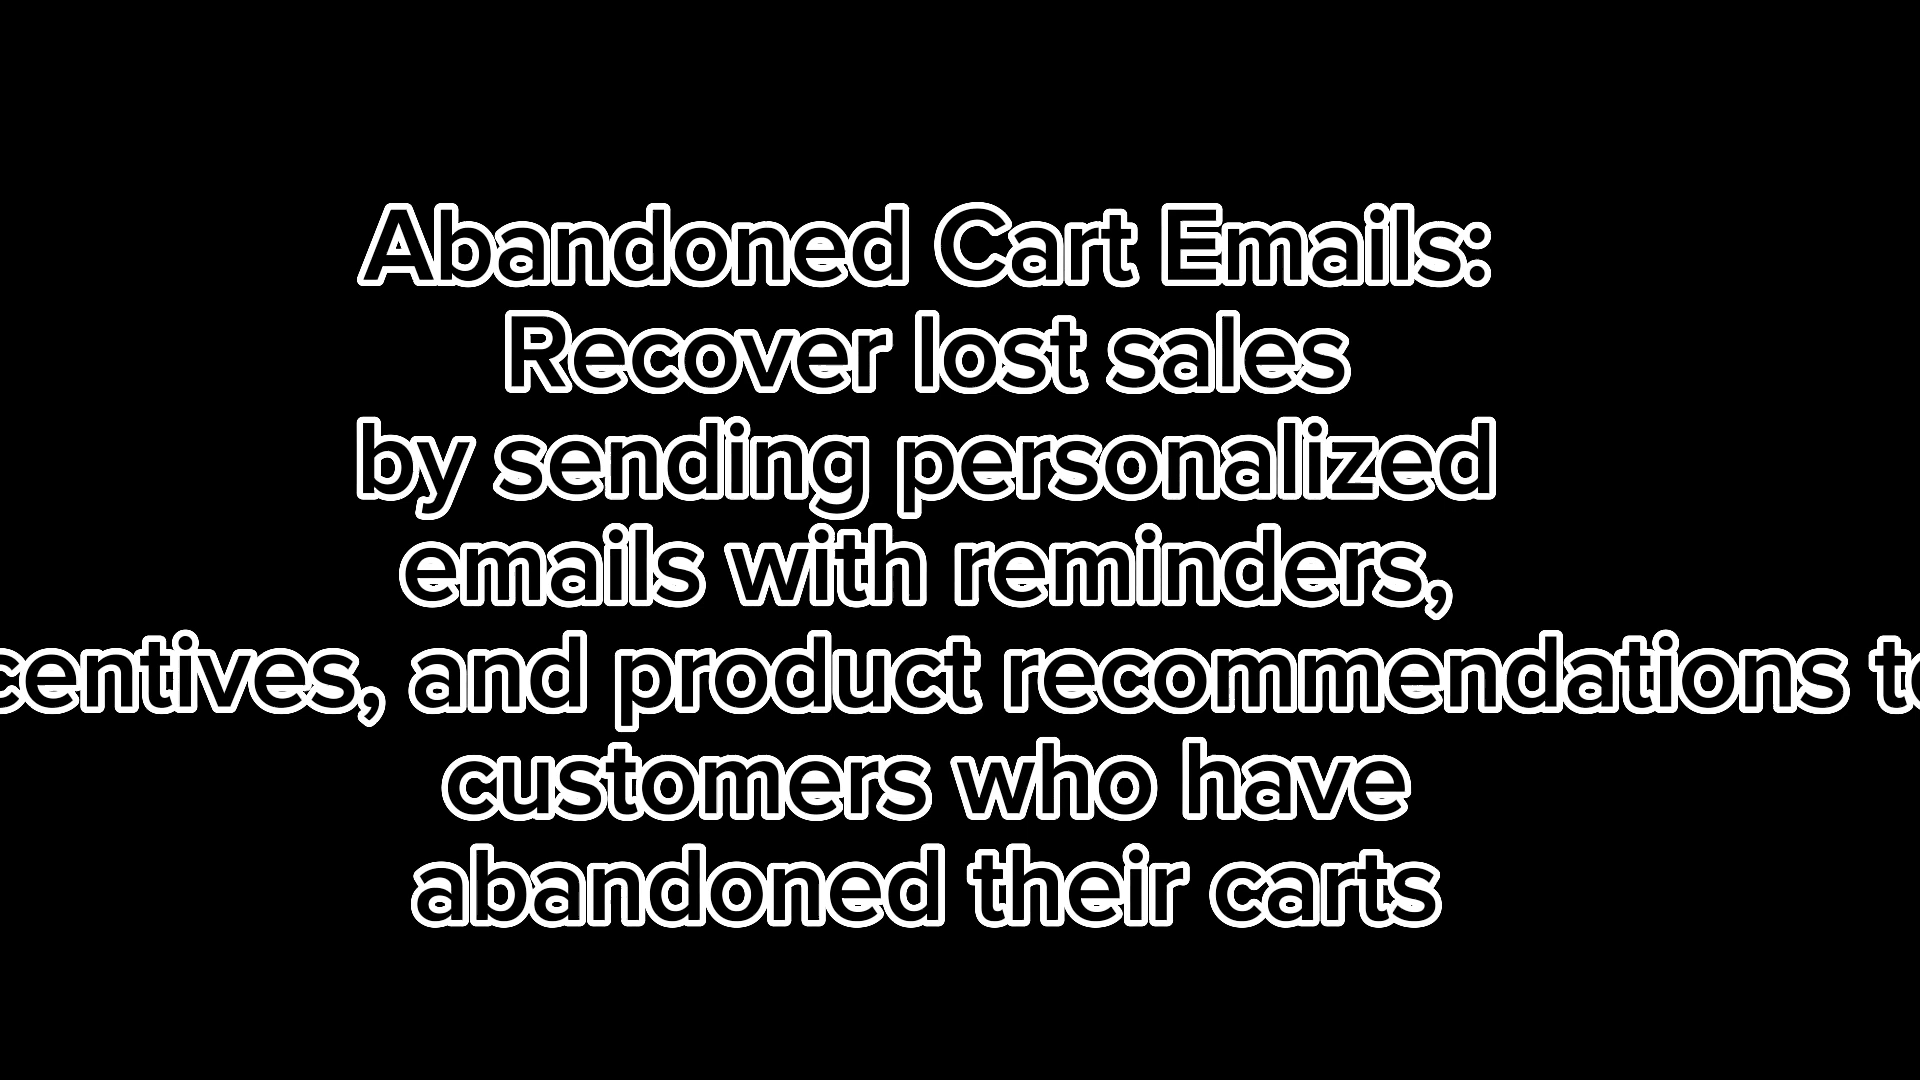 Abandoned Cart Emails:
Recover lost sales
by sending personalized
emails with reminders,
centives, and product recommendations to
customers who have
abandoned their carts